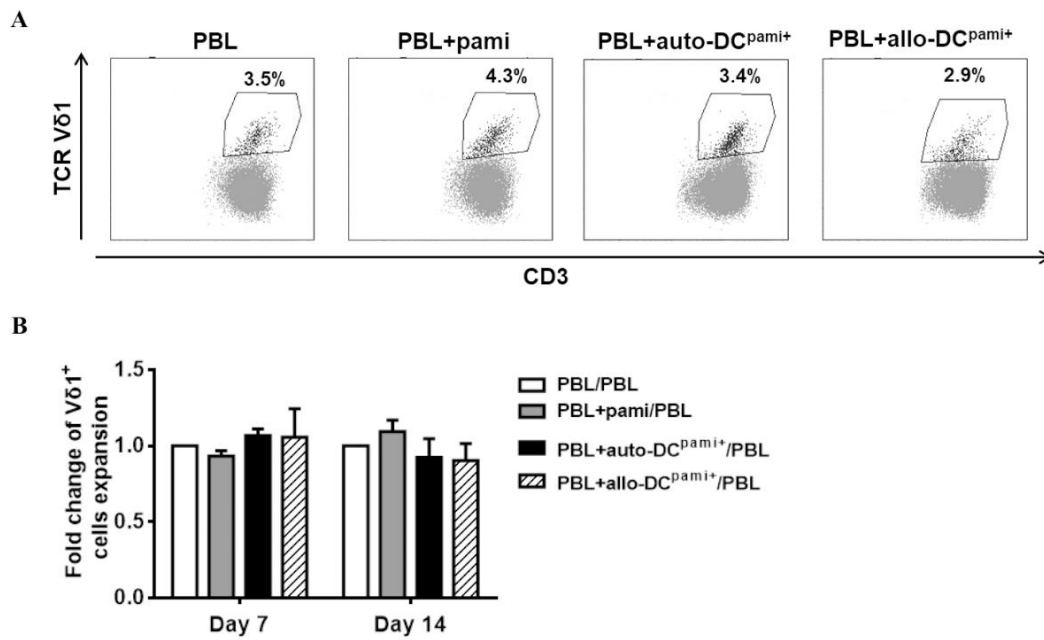 A
PBL
PBL+pami
PBL+auto-DCpami+
PBL+allo-DCpami+
3.5%
4.3%
3.4%
2.9%
TCR Vδ1
CD3
B
Fold change of Vδ1+
cells expansion
1.5
1.0
0.5
0.0
Day 7
Day 14
PBL/PBL
PBL+pami/PBL
PBL+auto-DCpami+/PBL
PBL+allo-DCpami+/PBL